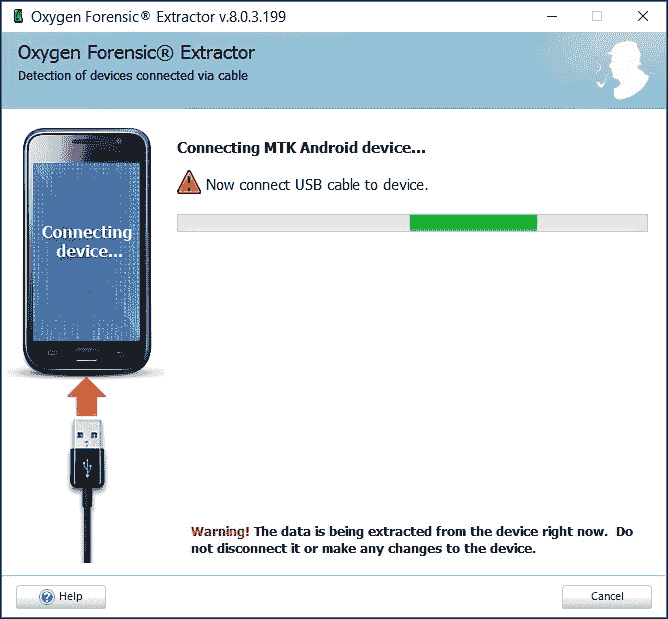 Oxygen Forensic® Extractor v.8.0.3.199
Oxygen Forensic® Extractor
Detection of devices connected via cable
Connecting MTK Android device...
Now connect USB cable to device.
Connecting
device...
Warning! The data is being extracted from the device right now. Do
not disconnect it or make any changes to the device.
Help
Cancel